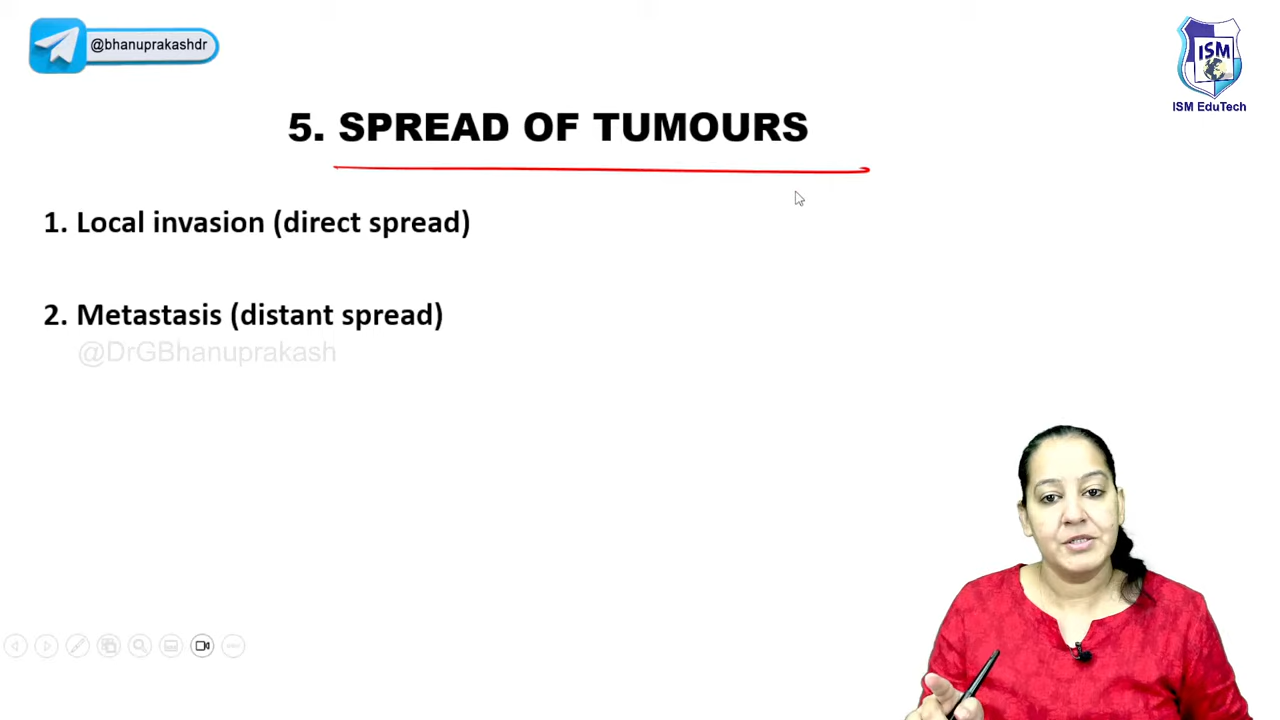 @bhanuprakashdr
ISM
ISM EduTech
5. SPREAD OF TUMOURS
1. Local invasion (direct spread)
2. Metastasis (distant spread)
@DrGBhanuprakash